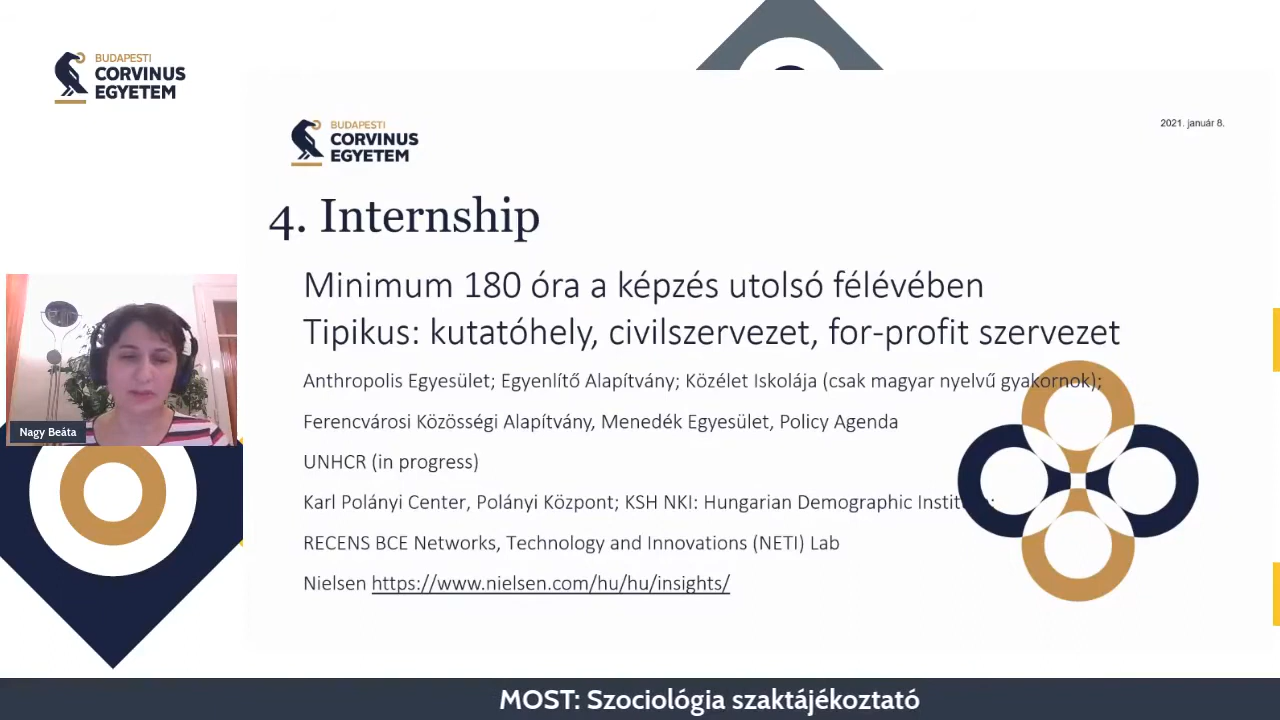 BUDAPESTI
CORVINUS
EGYETEM
BUDAPESTI
CORVINUS
EGYETEM
2021. január 8.
4. Internship
Minimum 180 óra a képzés utolsó félévében
Tipikus: kutatóhely, civilszervezet, for-profit szervezet
Anthropolis Egyesület; Egyenlítő Alapítvány; Közélet Iskolája (csak magyar nyelvű gyakornok);
Ferencvárosi Közösségi Alapítvány, Menedék Egyesület, Policy Agenda
UNHCR (in progress)
Karl Polányi Center, Polányi Központ; KSH NKI: Hungarian Demographic
RECENS BCE Networks, Technology and Innovations (NETI) Lab
Nielsen https://www.nielsen.com/hu/hu/insights/
Nagy Beáta
MOST: Szociológia szaktájékoztató